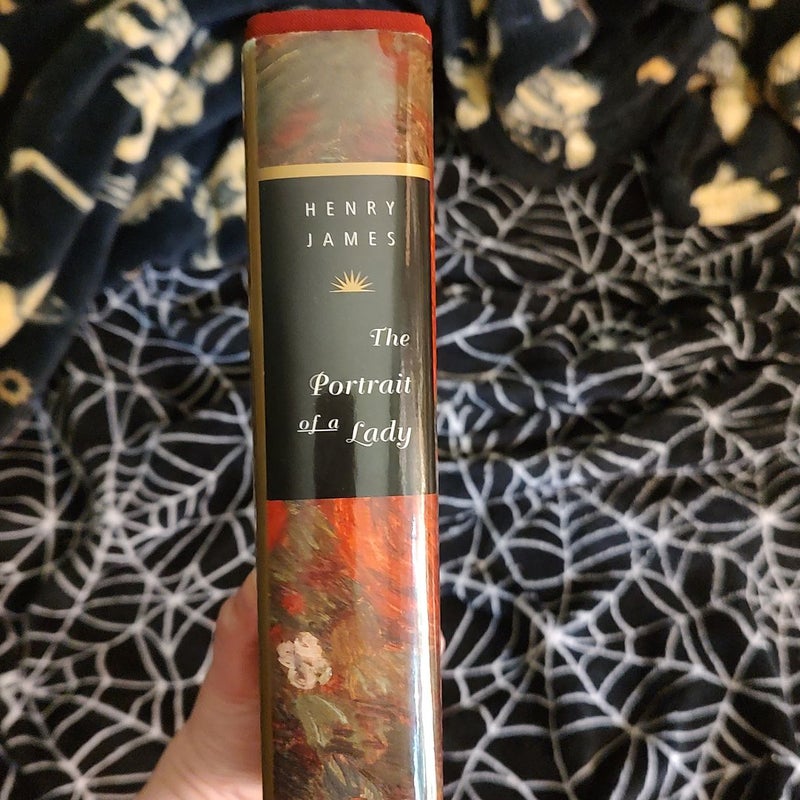 HENRY
JAMES
The
Portrait
of a Lady